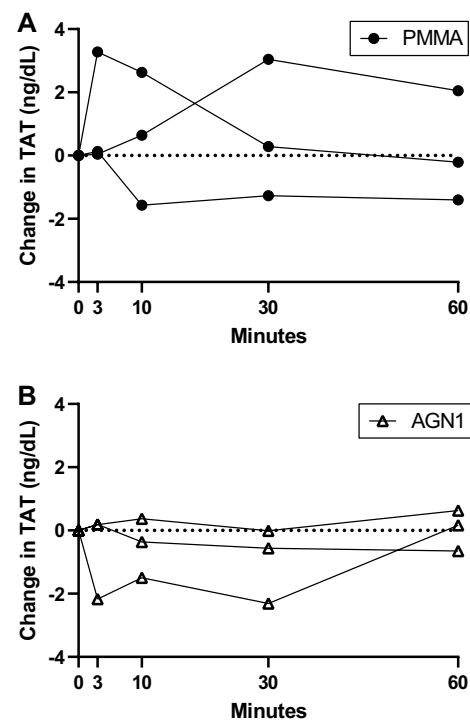 A
PMMA
Change in TAT (ng/dL)
4
2
0
-2
-4
0 3 10 30 60
Minutes
B
AGN1
Change in TAT (ng/dL)
4
2
0
-2
-4
0 3 10 30 60
Minutes